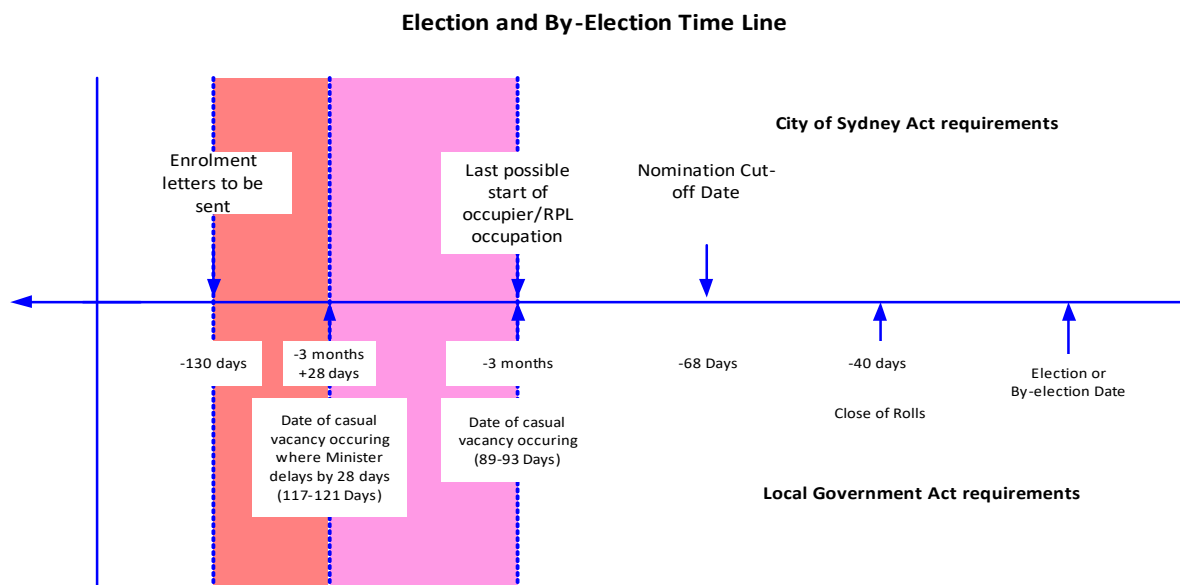 Election and By-Election Time Line
City of Sydney Act requirements
Enrolment
letters to be
sent
Last possible
start of
occupier/RPL
occupation
Nomination Cut-
off Date
-130 days
-3 months
+28 days
-3 months
-68 Days
-40 days
Election or
By-election Date
Date of casual
vacancy occuring
where Minister
delays by 28 days
(117-121 Days)
Date of casual
vacancy occuring
(89-93 Days)
Close of Rolls
Local Government Act requirements